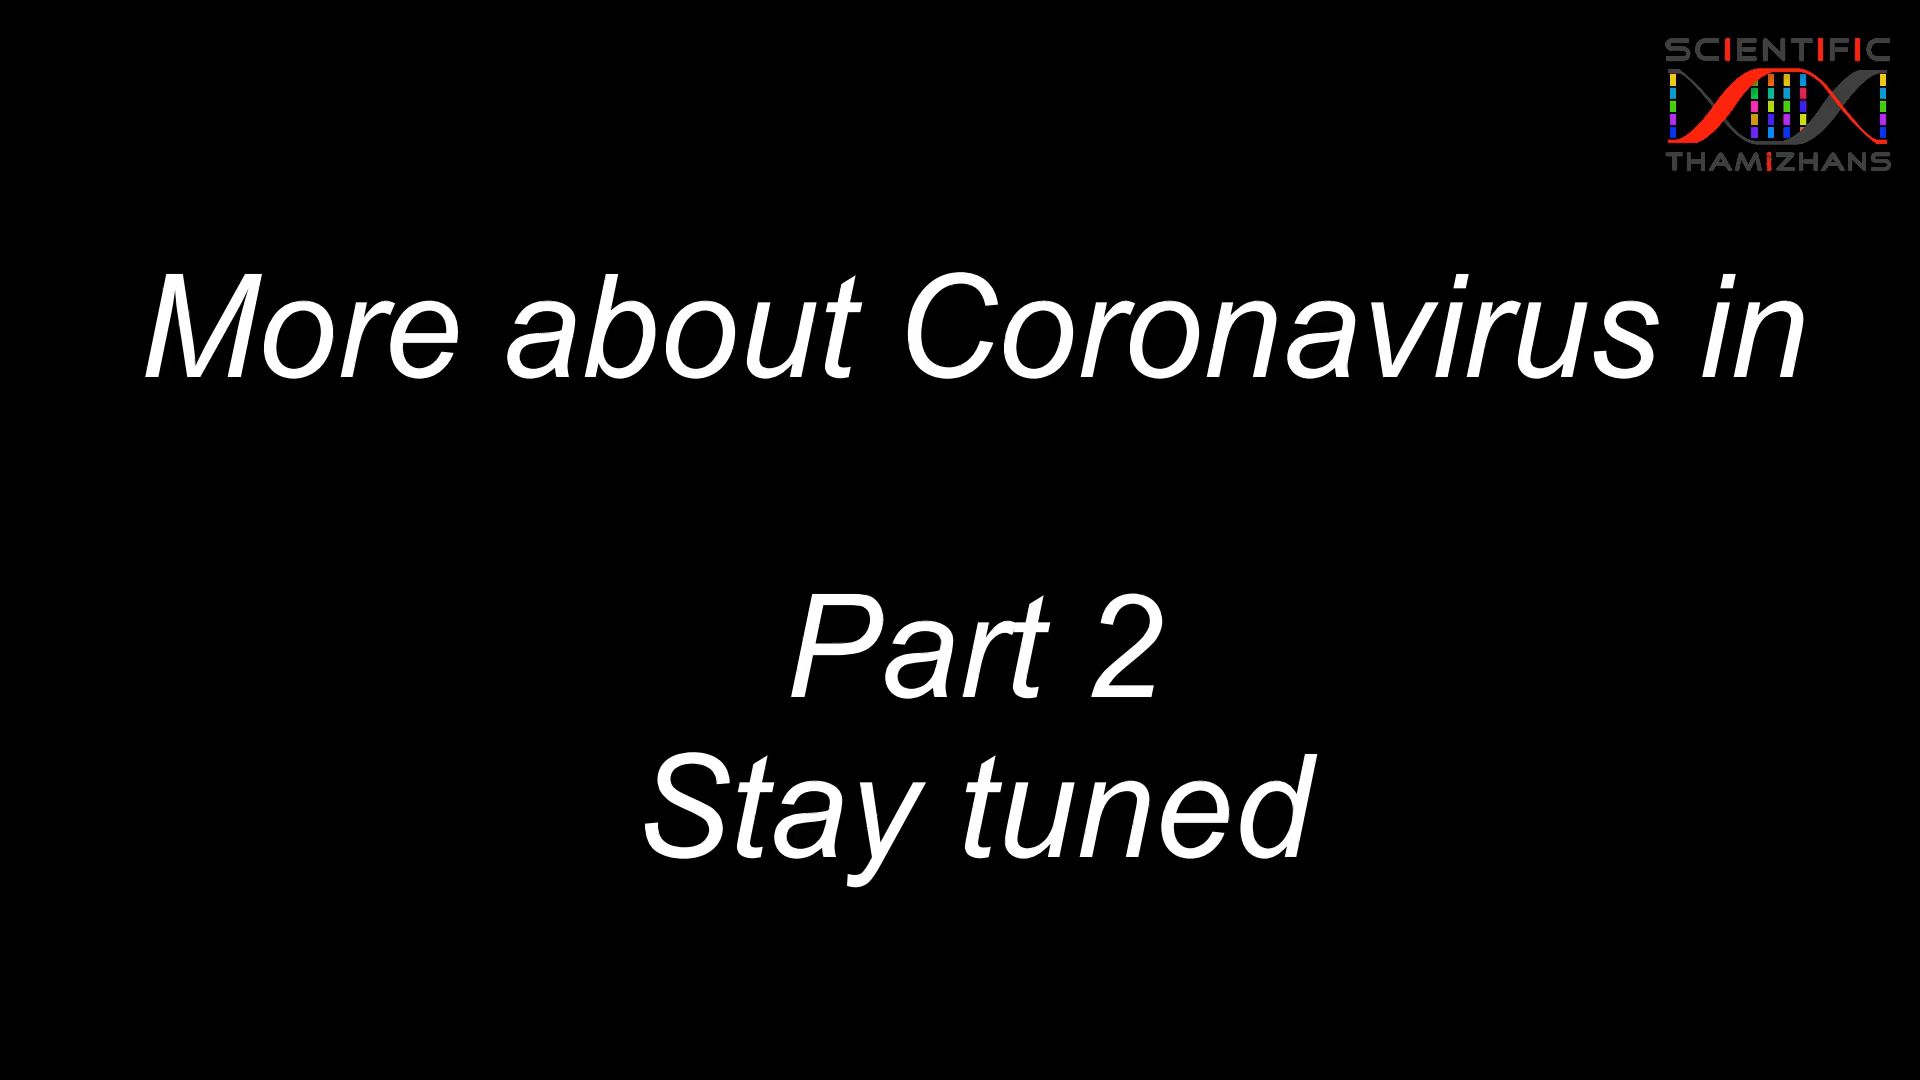 SCIENTIFIC
THAMiZHANS
More about Coronavirus in
Part 2
Stay tuned